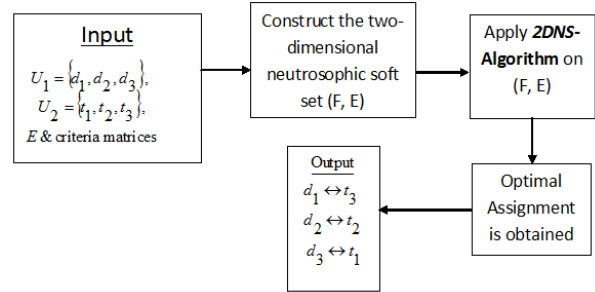 Input
U1 = {d1, d2, d3},
U2 = {t1, t2, t3},
E & criteria matrices
Construct the two-
dimensional
neutrosophic soft
set (F, E)
Apply 2DNS-
Algorithm on
(F, E)
Optimal
Assignment
is obtained
Output
d1 ↔ t3
d2 ↔ t2
d3 ↔ t1